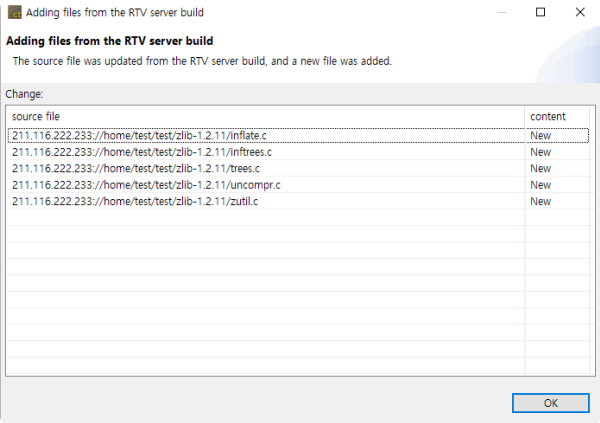 Adding files from the RTV server build
Adding files from the RTV server build
The source file was updated from the RTV server build, and a new file was added.
Change:
source file content
211.116.222.233://home/test/test/zlib-1.2.11/inflate.c New
211.116.222.233://home/test/test/zlib-1.2.11/inftrees.c New
211.116.222.233://home/test/test/zlib-1.2.11/trees.c New
211.116.222.233://home/test/test/zlib-1.2.11/uncompr.c New
211.116.222.233://home/test/test/zlib-1.2.11/zutil.c New
OK